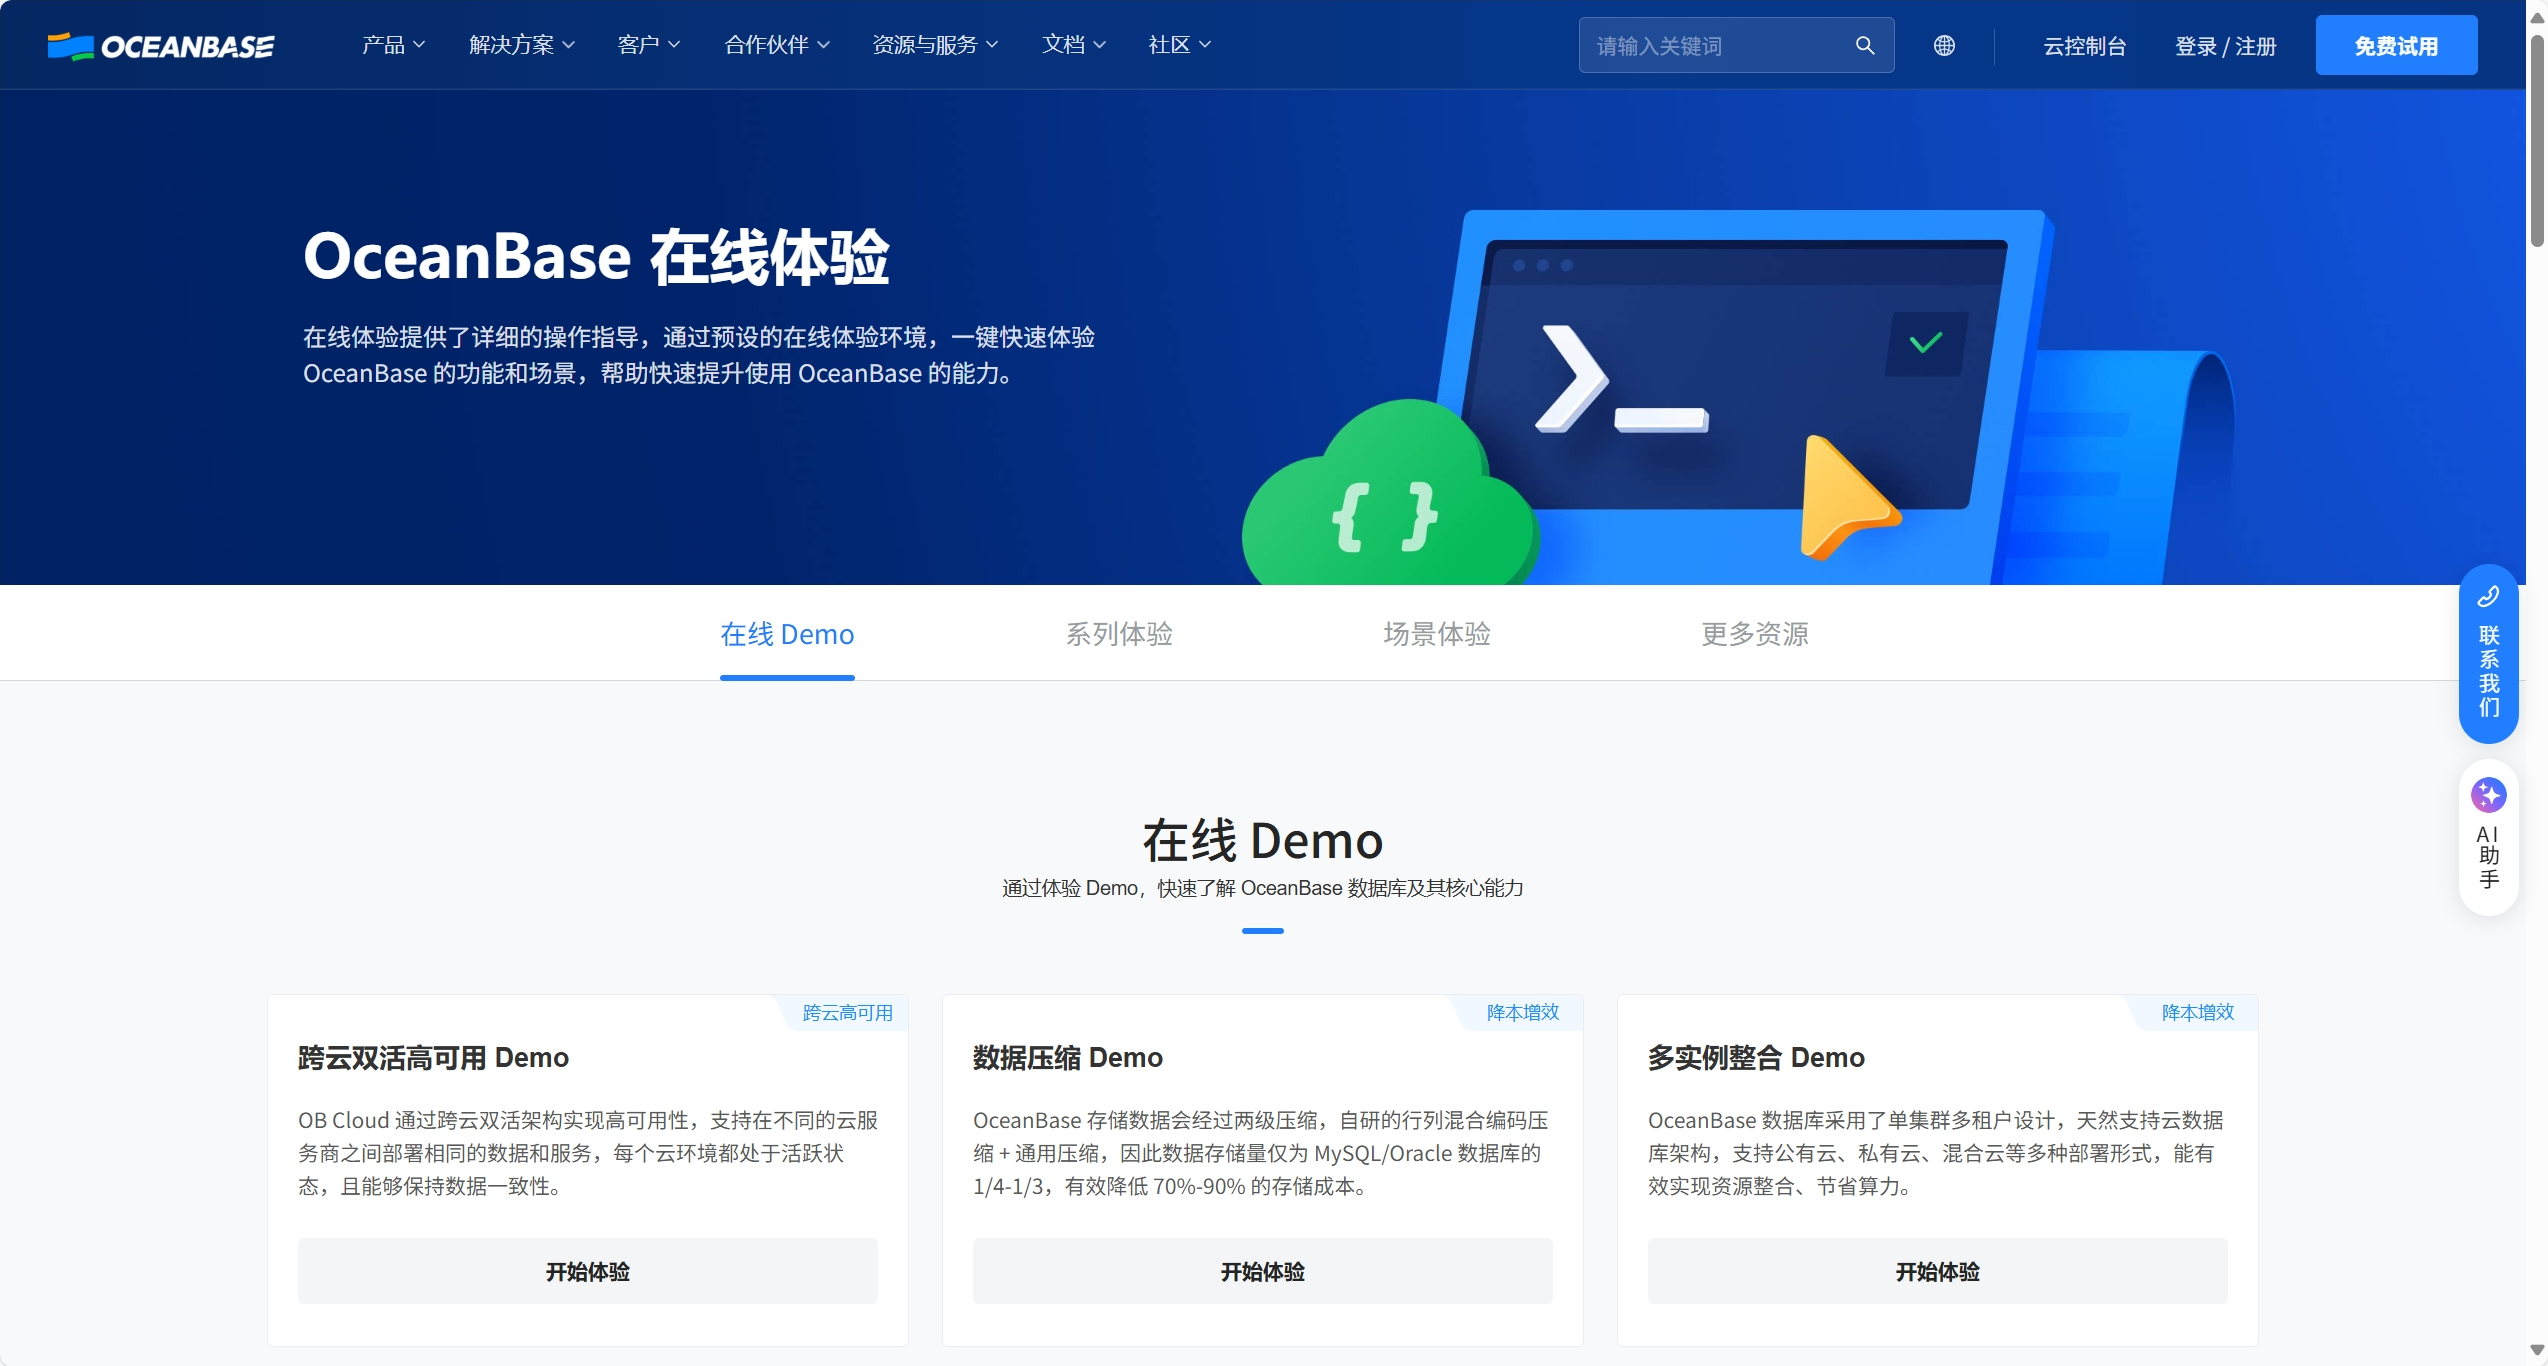 OCEANBASE
产品
解决方案
客户
合作伙伴
资源与服务
文档
社区
请输入关键词
云控制台
登录 / 注册
免费试用
OceanBase 在线体验
在线体验提供了详细的操作指导，通过预设的在线体验环境，一键快速体验
OceanBase 的功能和场景，帮助快速提升使用 OceanBase 的能力。
{ }
联系我们
AI助手
在线 Demo
系列体验
场景体验
更多资源
在线 Demo
通过体验 Demo，快速了解 OceanBase 数据库及其核心能力
跨云高可用
跨云双活高可用 Demo
OB Cloud 通过跨云双活架构实现高可用性，支持在不同的云服
务商之间部署相同的数据和服务，每个云环境都处于活跃状
态，且能够保持数据一致性。
开始体验
降本增效
数据压缩 Demo
OceanBase 存储数据会经过两级压缩，自研的行列混合编码压
缩 + 通用压缩，因此数据存储量仅为 MySQL/Oracle 数据库的
1/4-1/3，有效降低 70%-90% 的存储成本。
开始体验
降本增效
多实例整合 Demo
OceanBase 数据库采用了单集群多租户设计，天然支持云数据
库架构，支持公有云、私有云、混合云等多种部署形式，能有
效实现资源整合、节省算力。
开始体验